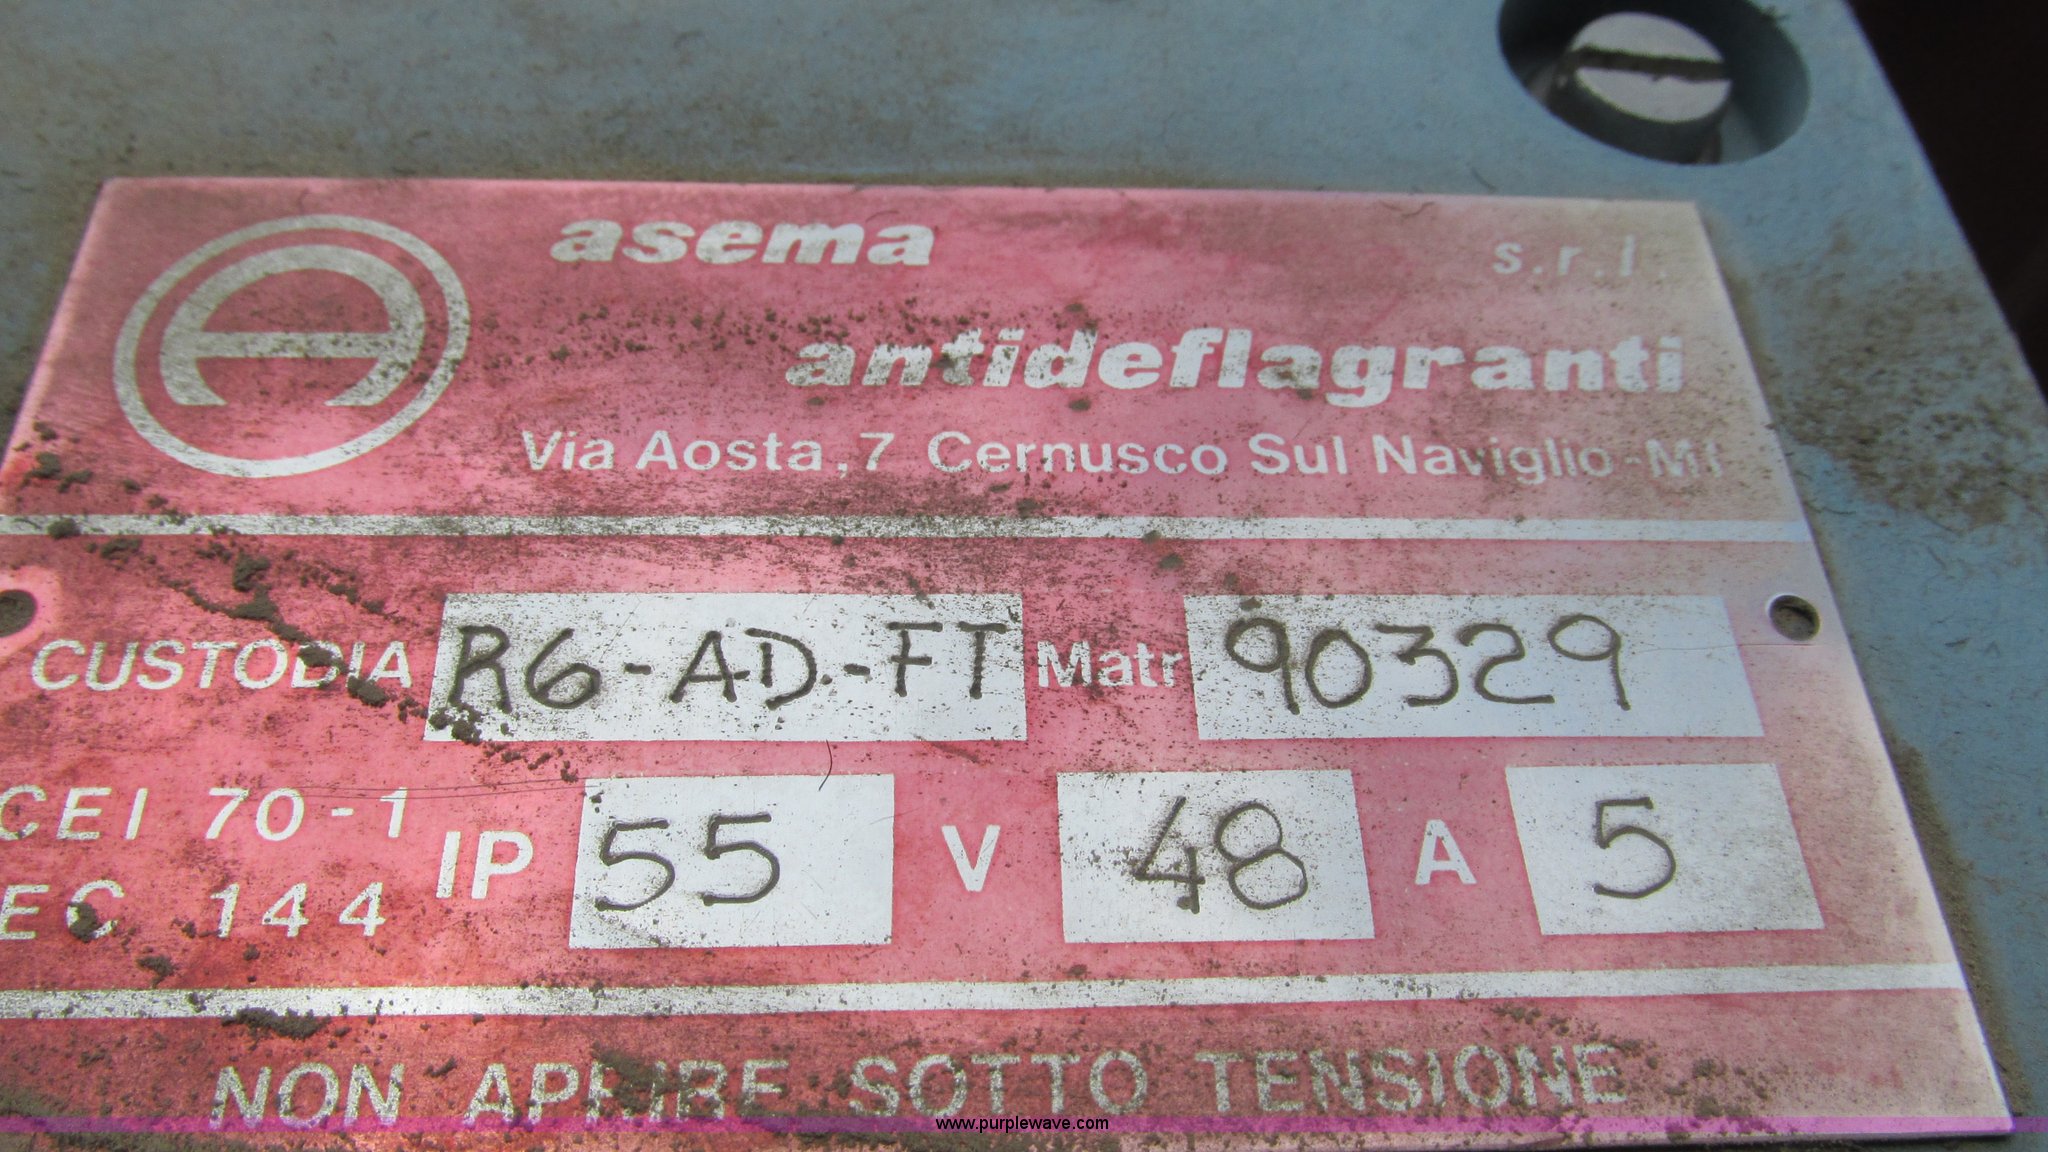 asema s.r.l.
antideflagranti
Via Aosta,7 Cernusco Sul Naviglio-MI
CUSTODIA R6-A.D.-FT Matr 90329
CEI 70-1
IP 55 V 48 A 5
EC 144
NON APRIRE SOTTO TENSIONE
www.purplewave.com